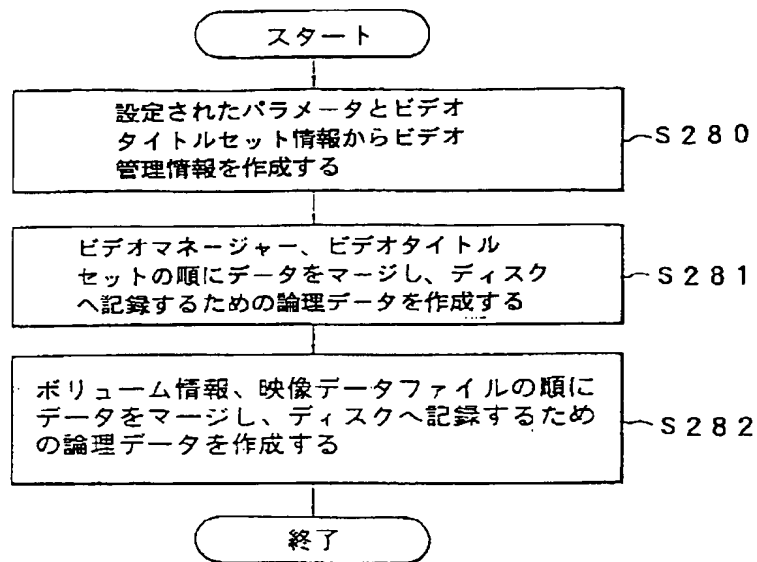 スタート
設定されたパラメータとビデオ
タイトルセット情報からビデオ
管理情報を作成する
S280
ビデオマネージャー、ビデオタイトル
セットの順にデータをマージし、ディスク
へ記録するための論理データを作成する
S281
ボリューム情報、映像データファイルの順に
データをマージし、ディスクへ記録するため
の論理データを作成する
S282
終了